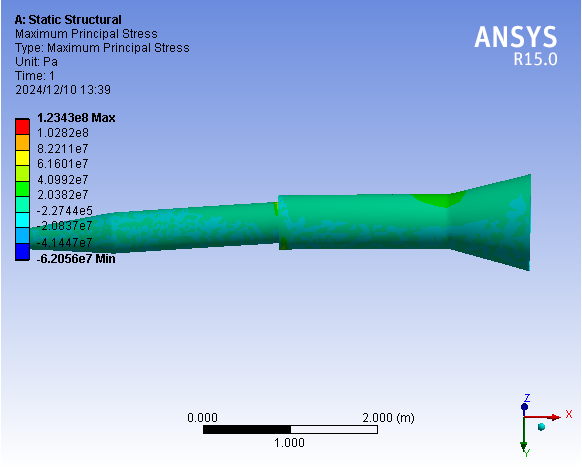 A: Static Structural
Maximum Principal Stress
Type: Maximum Principal Stress
Unit: Pa
Time: 1
2024/12/10 13:39
ANSYS
R15.0
1.2343e8 Max
1.0282e8
8.2211e7
6.1601e7
4.0992e7
2.0382e7
-2.2744e5
-2.0837e7
-4.1447e7
-6.2056e7 Min
0.000
2.000 (m)
1.000
Z
X
Y